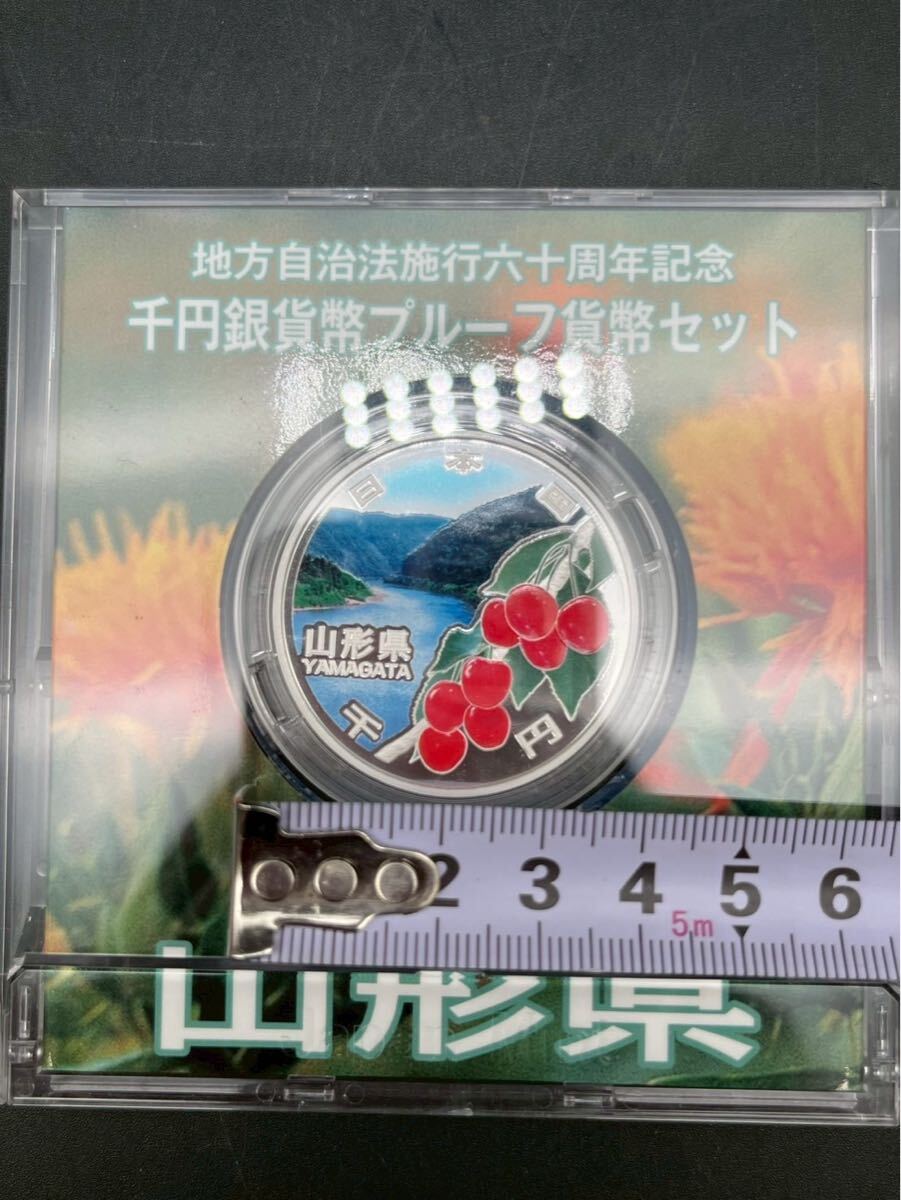 地方自治法施行六十周年記念
千円銀貨幣プルーフ貨幣セット
日本国
山形県
YAMAGATA
千円
2 3 4 5 6
5m
山形県